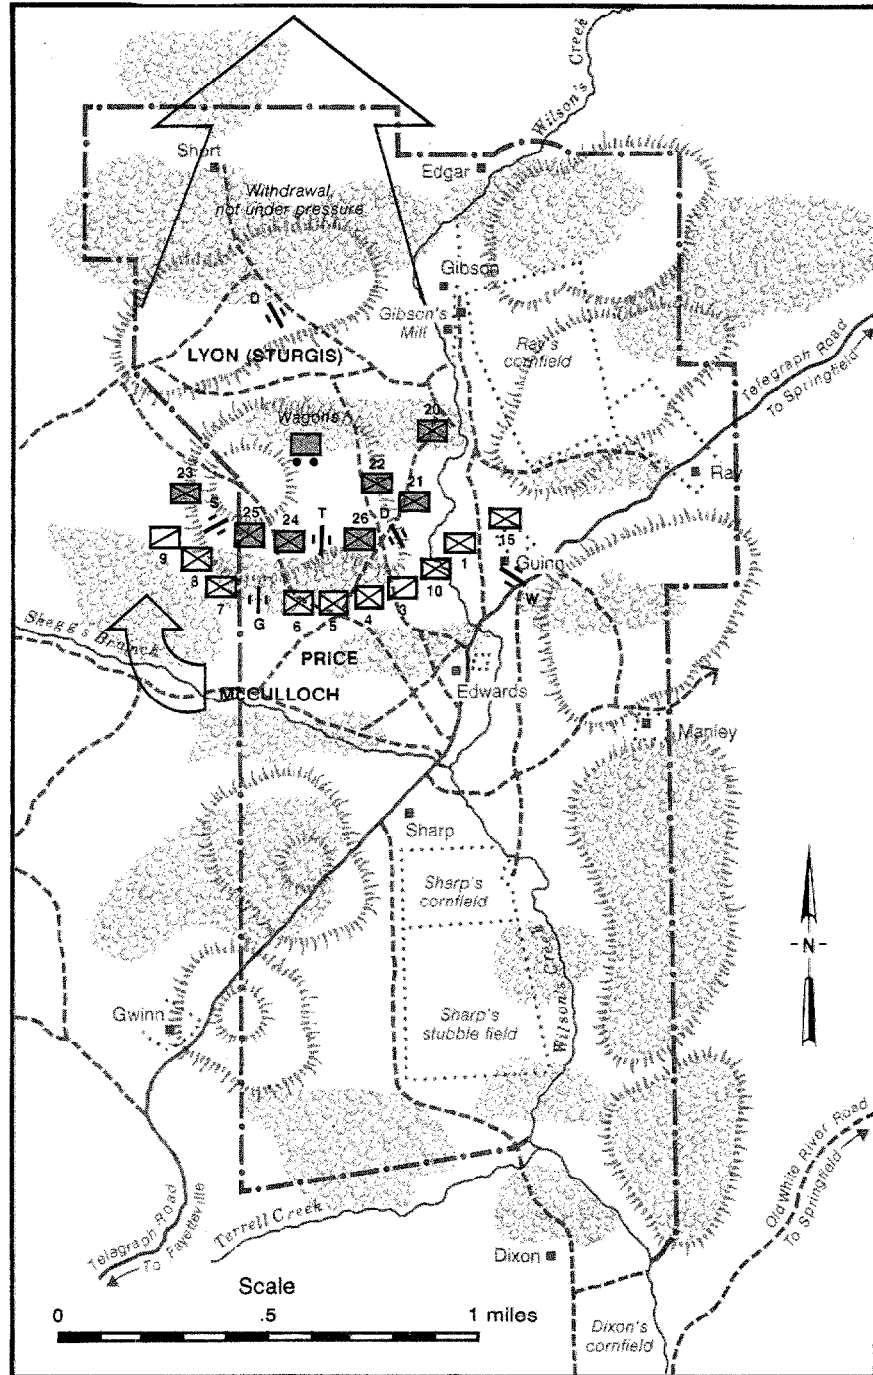 Wilson's Creek
Short
Edgar
Withdrawal
not under pressure
Gibson
D
Gibson's
Mill
Ray's
cornfield
LYON (STURGIS)
Telegraph Road
To Springfield
Wagons
20
Ray
23
22
21
S
25
24
T
26
D
15
9
1
Guinn
8
10
W
7
G
6
5
4
3
Skegg's Branch
PRICE
McCULLOCH
Edwards
Manley
Sharp
Sharp's
cornfield
-N-
Wilson's Creek
Gwinn
Sharp's
stubble field
Old White River Road
To Springfield
Terrell Creek
Telagraph Road
To Fayetteville
Dixon
Scale
0 .5 1 miles
Dixon's
cornfield